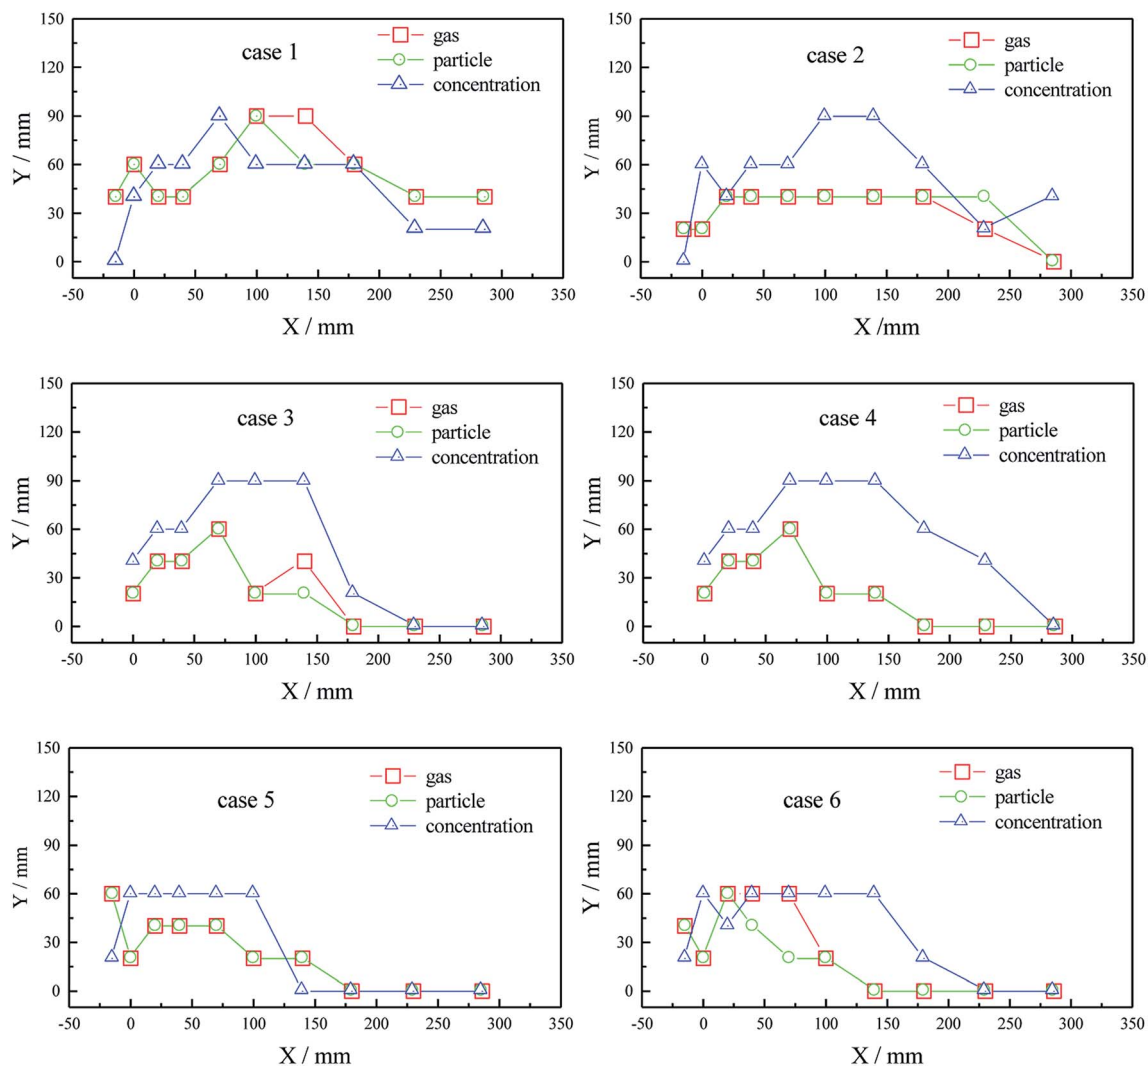 150
120
90
60
30
0
Y / mm
case 1
gas
particle
concentration
-50 0 50 100 150 200 250 300 350
X / mm
150
120
90
60
30
0
Y / mm
case 2
gas
particle
concentration
-50 0 50 100 150 200 250 300 350
X /mm
150
120
90
60
30
0
Y / mm
case 3
gas
particle
concentration
-50 0 50 100 150 200 250 300 350
X / mm
150
120
90
60
30
0
Y / mm
case 4
gas
particle
concentration
-50 0 50 100 150 200 250 300 350
X / mm
150
120
90
60
30
0
Y / mm
case 5
gas
particle
concentration
-50 0 50 100 150 200 250 300 350
X / mm
150
120
90
60
30
0
Y / mm
case 6
gas
particle
concentration
-50 0 50 100 150 200 250 300 350
X / mm